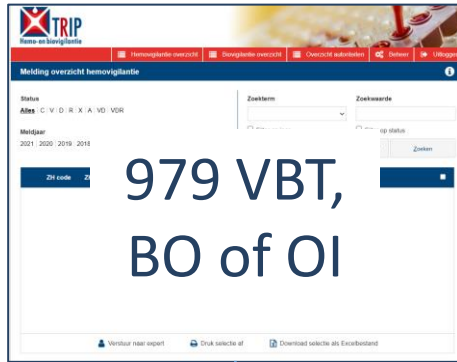 TRIP
Hemo- en biovigilantie
Hemovigilantie overzicht Biovigilantie overzicht Overzicht autoriteiten Beheer Uitloggen
Melding overzicht hemovigilantie
Status
Alles C V D R X A VD VDR
Zoekterm Zoekwaarde
Meldjaar
2021 2020 2019 2018
op status
Zoeken
ZH code
979 VBT,
BO of OI
Verstuur naar expert Druk selectie af Download selectie als Excelbestand